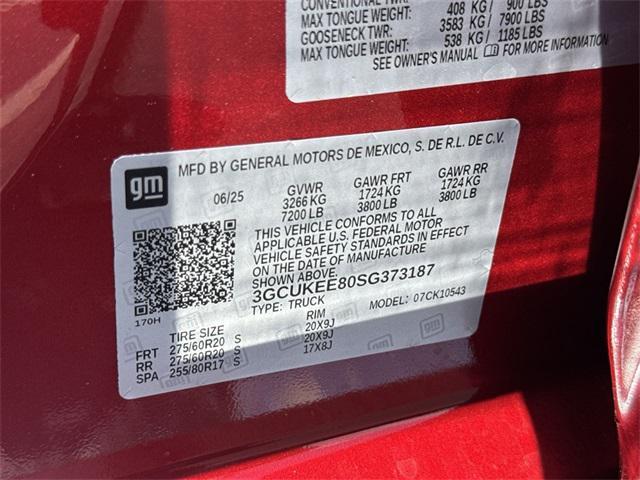 CONVENTIONAL TWR:
MAX TONGUE WEIGHT: 408 KG / 900 LBS
GOOSENECK TWR: 3583 KG / 7900 LBS
MAX TONGUE WEIGHT: 538 KG / 1185 LBS
SEE OWNER'S MANUAL FOR MORE INFORMATION
gm
MFD BY GENERAL MOTORS DE MEXICO, S. DE R.L. DE C.V.
06/25 GVWR GAWR FRT GAWR RR
3266 KG 1724 KG 1724 KG
7200 LB 3800 LB 3800 LB
THIS VEHICLE CONFORMS TO ALL
APPLICABLE U.S. FEDERAL MOTOR
VEHICLE SAFETY STANDARDS IN EFFECT
ON THE DATE OF MANUFACTURE
SHOWN ABOVE.
3GCUKEE80SG373187
TYPE: TRUCK MODEL: 07CK10543
170H
TIRE SIZE RIM
FRT 275/60R20 S 20X9J
RR 275/60R20 S 20X9J
SPA 255/80R17 S 17X8J